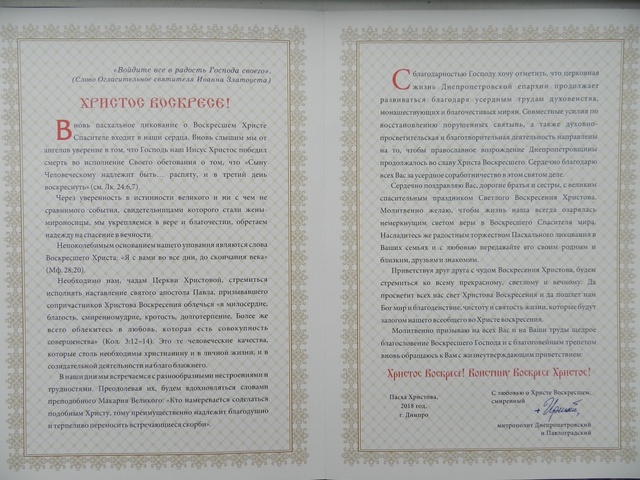 «Войдите все в радость Господа своего».
(Слово Огласительное святителя Иоанна Златоуста)
ХРИСТОС ВОСКРЕСЕ!
Вновь пасхальное ликование о Воскресшем Христе
Спасителе входит в наши сердца. Вновь слышим мы от
ангелов уверение в том, что Господь наш Иисус Христос победил
смерть во исполнение Своего обетования о том, что «Сыну
Человеческому надлежит быть… распяту, и в третий день
воскреснуть» (см. Лк. 24:6,7).
Через уверенность в истинности великого и ни с чем не
сравнимого события, свидетельницами которого стали жены-
мироносицы, мы укрепляемся в вере и благочестии, обретаем
надежду на спасение в вечности.
Непоколебимым основанием нашего упования являются слова
Воскресшего Христа: «Я с вами во все дни, до скончания века»
(Мф. 28:20).
Необходимо нам, чадам Церкви Христовой, стремиться
исполнять наставление святого апостола Павла, призывавшего
сопричастников Христова Воскресения облечься «в милосердие,
благость, смиренномудрие, кротость, долготерпение. Более же
всего облекитесь в любовь, которая есть совокупность
совершенства» (Кол. 3:12–14). Это те человеческие качества,
которые столь необходимы христианину и в личной жизни, и в
созидательной деятельности на благо ближнего.
В наши дни мы встречаемся с разнообразными нестроениями и
трудностями. Преодолевая их, будем вдохновляться словами
преподобного Макария Великого: «Кто намеревается соделаться
подобным Христу, тому преимущественно надлежит благодушно
и терпеливо переносить встречающиеся скорби».
С благодарностью Господу хочу отметить, что церковная
жизнь Днепропетровской епархии продолжает
развиваться благодаря усердным трудам духовенства,
монашествующих и благочестивых мирян. Совместные усилия по
восстановлению порушенных святынь, а также духовно-
просветительская и благотворительная деятельность направлены
на то, чтобы православное возрождение Днепропетровщины
продолжалось во славу Христа Воскресшего. Сердечно благодарю
всех Вас за усердное соработничество в этом святом деле.
Сердечно поздравляю Вас, дорогие братья и сестры, с великим
спасительным праздником Светлого Воскресения Христова.
Молитвенно желаю, чтобы жизнь наша всегда озарялась
немеркнущим светом веры в Воскресшего Спасителя мира.
Насладитесь же радостным торжеством Пасхального ликования в
Ваших семьях и с любовью передавайте его своим родным и
близким, друзьям и знакомым.
Приветствуя друг друга с чудом Воскресения Христова, будем
стремиться ко всему прекрасному, светлому и вечному. Да
просветит всех нас свет Христова Воскресения и да пошлет нам
Бог мир и благоденствие, чистоту и святость жизни, которые будут
залогом нашего всеобщего во Христе воскресения.
Молитвенно призываю на всех Вас и на Ваши труды щедрое
благословение Воскресшего Господа и с благоговейным трепетом
вновь обращаюсь к Вам с жизнеутверждающим приветствием:
Христос Воскресе! Воистину Воскресе Христос!
Пасха Христова,
2018 год,
г. Днипро
С любовью о Христе Воскресшем,
смиренный
+ Ириней,
митрополит Днепропетровский
и Павлоградский